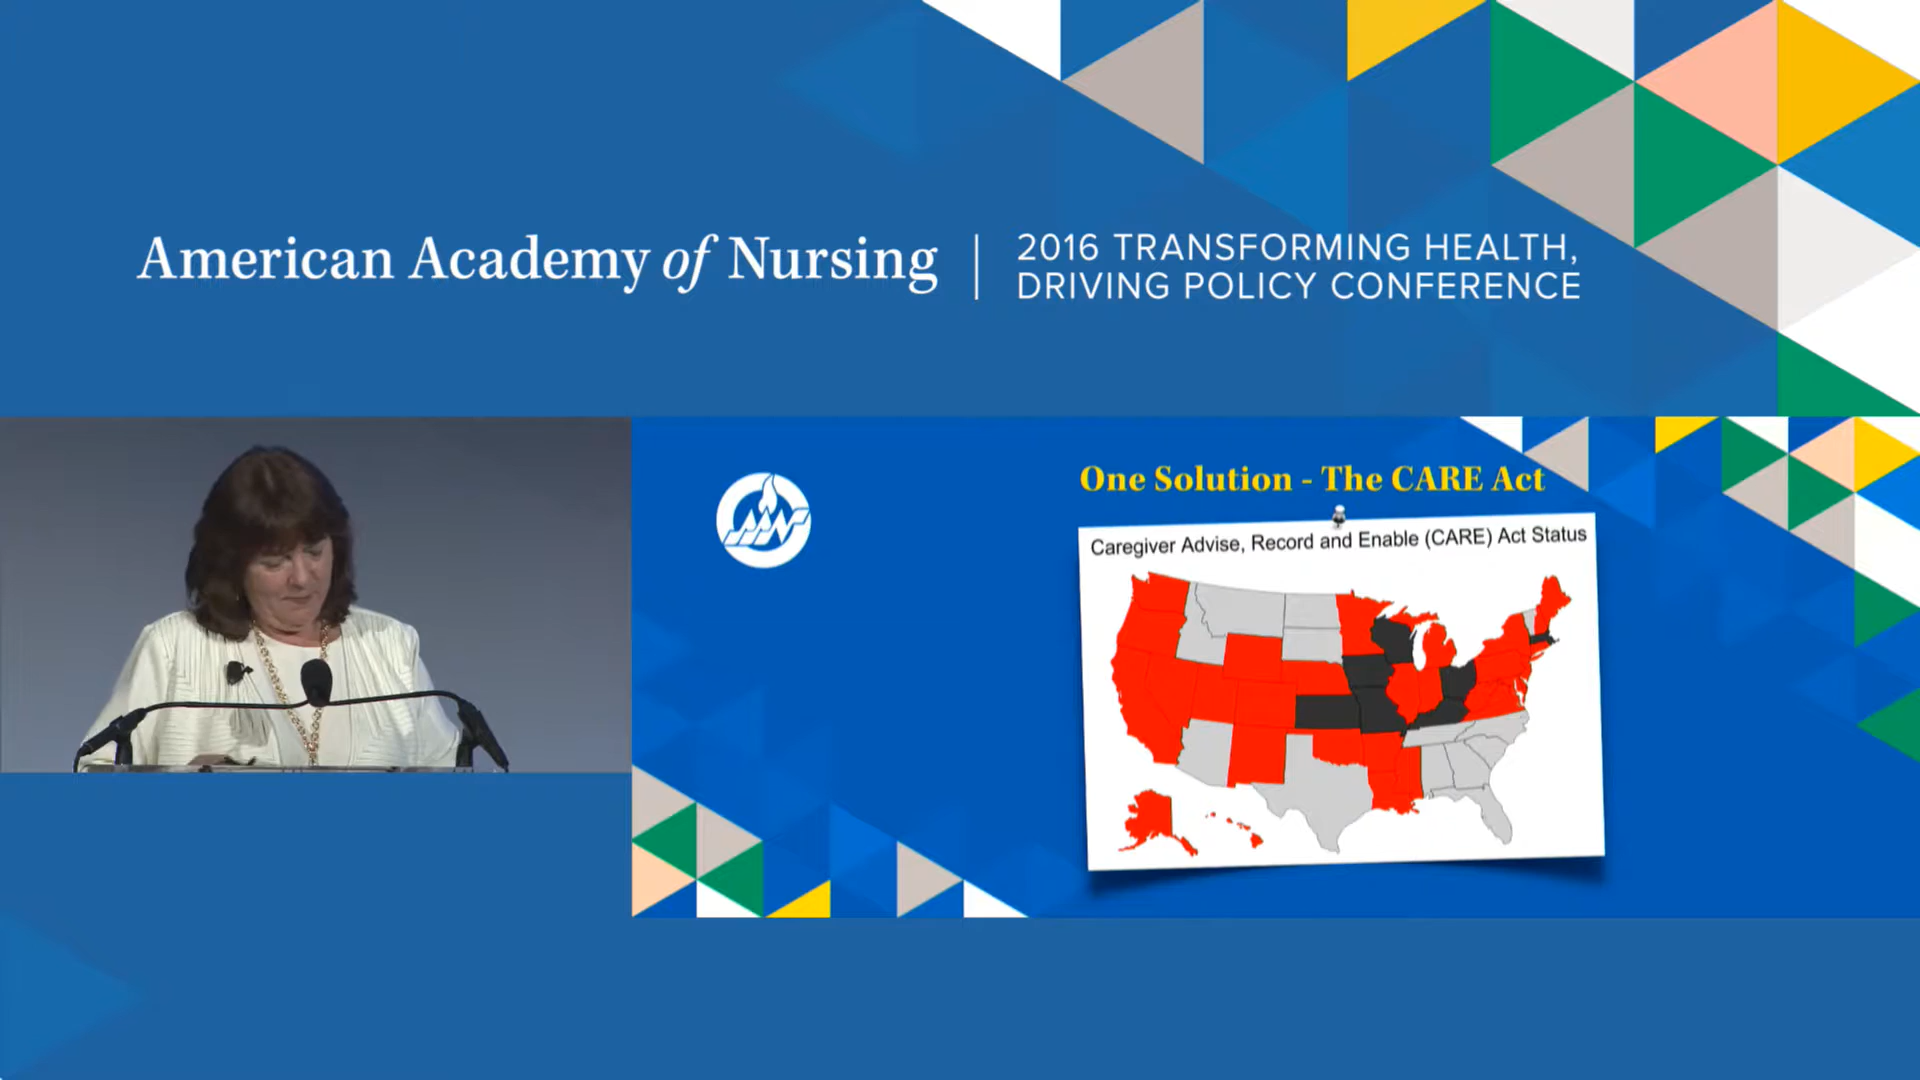 American Academy of Nursing
2016 TRANSFORMING HEALTH,
DRIVING POLICY CONFERENCE
One Solution - The CARE Act
Caregiver Advise, Record and Enable (CARE) Act Status